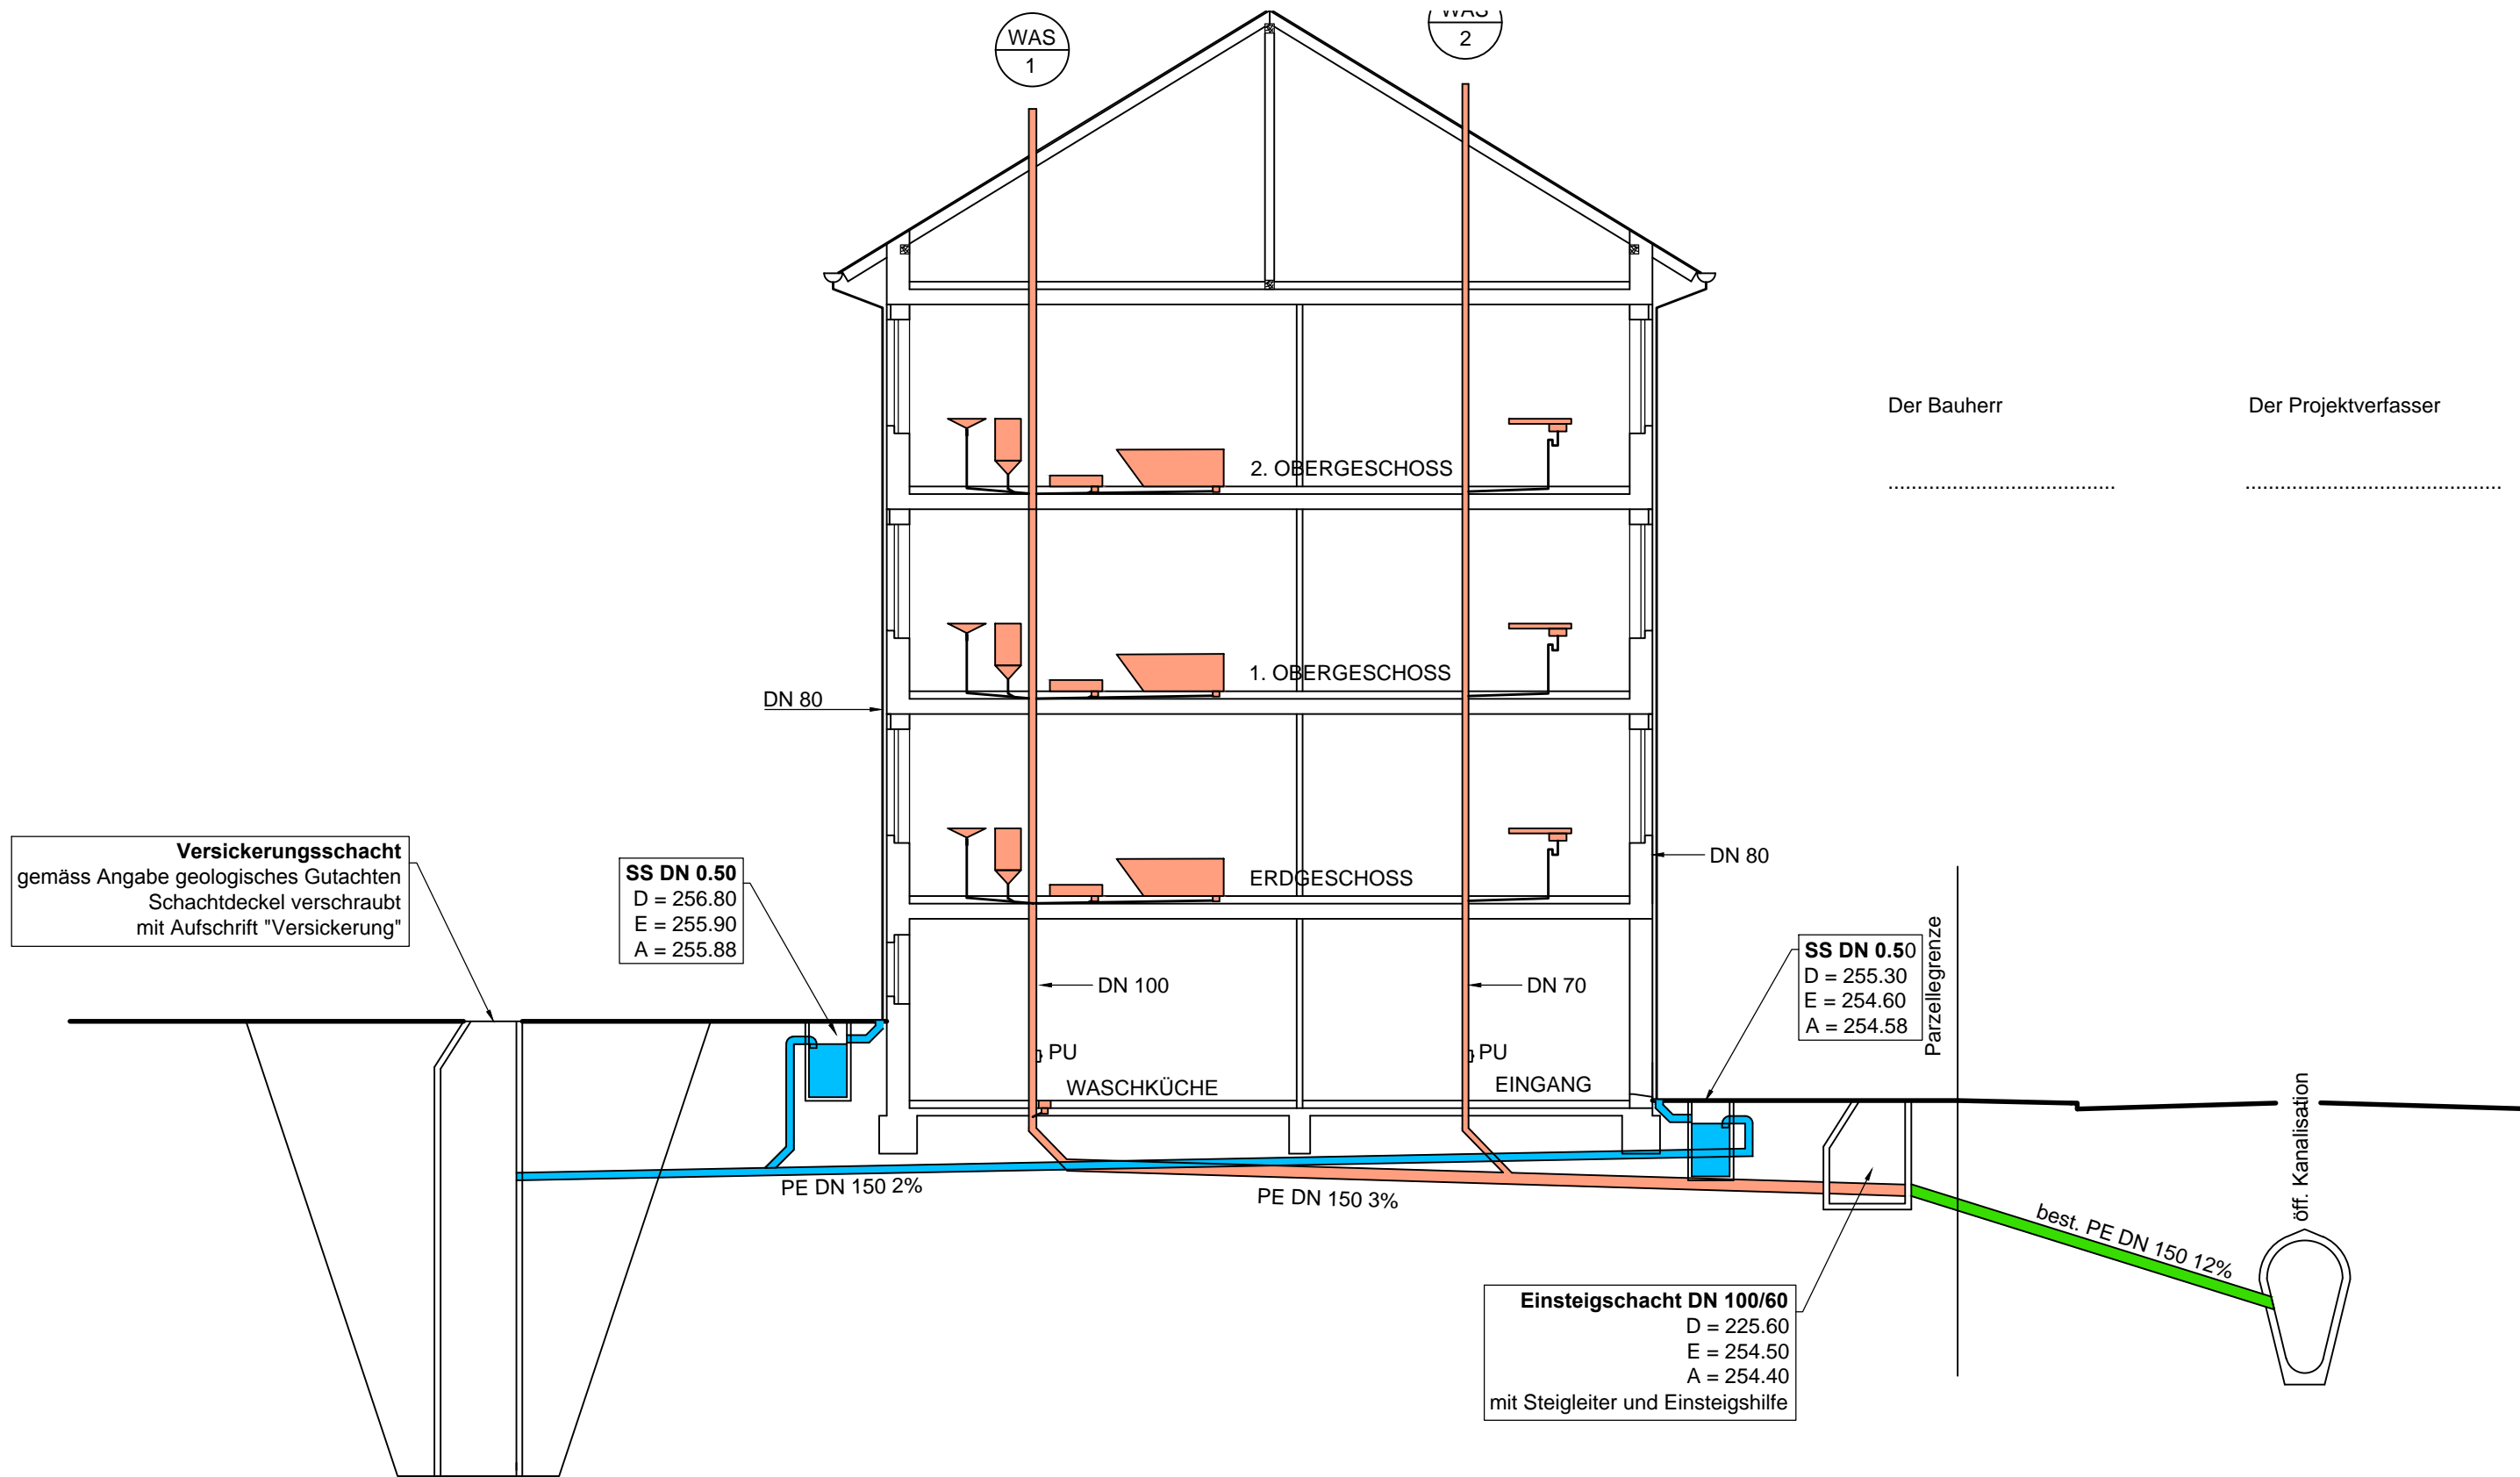 WAS
1
WAS
2
Der Bauherr
Der Projektverfasser
.......................................
............................................
2. OBERGESCHOSS
1. OBERGESCHOSS
DN 80
Versickerungsschacht
gemäss Angabe geologisches Gutachten
Schachtdeckel verschraubt
mit Aufschrift "Versickerung"
SS DN 0.50
D = 256.80
E = 255.90
A = 255.88
ERDGESCHOSS
DN 80
SS DN 0.50
D = 255.30
E = 254.60
A = 254.58
Parzellegrenze
DN 100
DN 70
PU
PU
WASCHKÜCHE
EINGANG
öff. Kanalisation
PE DN 150 2%
PE DN 150 3%
best. PE DN 150 12%
Einsteigschacht DN 100/60
D = 225.60
E = 254.50
A = 254.40
mit Steigleiter und Einsteigshilfe